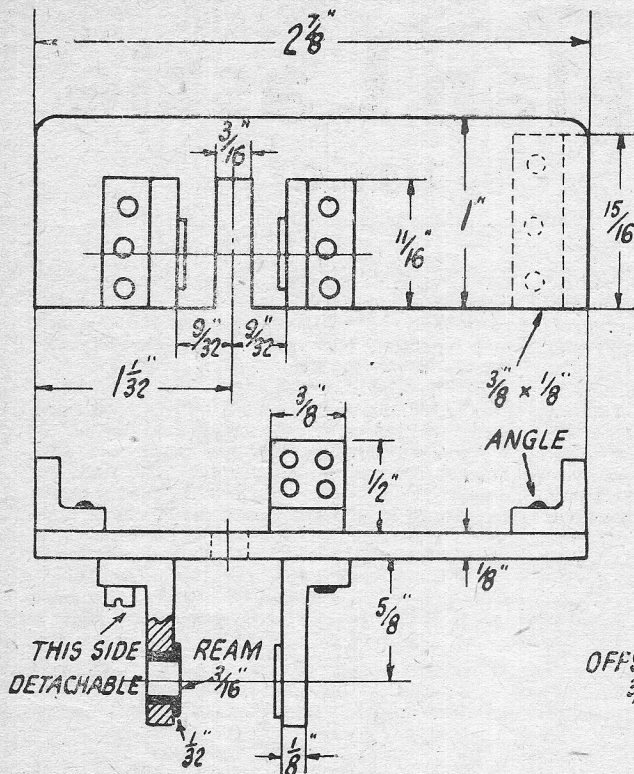 2 7/8"
3/16"
11/16"
1"
15/16
9/32" 9/32"
1 1/32"
3/8 × 1/8"
3/8"
ANGLE
1/2"
1/8"
5/8"
THIS SIDE
DETACHABLE
REAM
3/16"
OFFS
1/32"
1/8"